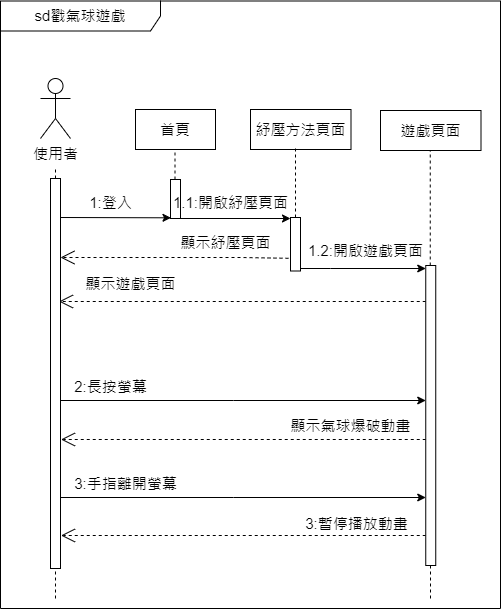 sd戳氣球遊戲
使用者
首頁
紓壓方法頁面
遊戲頁面
1:登入
1.1:開啟紓壓頁面
顯示紓壓頁面
1.2:開啟遊戲頁面
顯示遊戲頁面
2:長按螢幕
顯示氣球爆破動畫
3:手指離開螢幕
3:暫停播放動畫